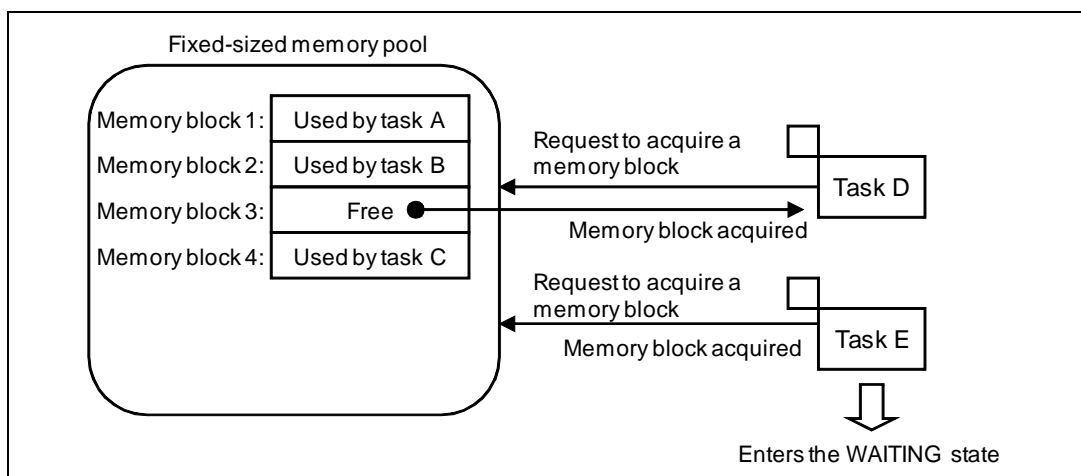 Fixed-sized memory pool
Memory block 1: Used by task A
Memory block 2: Used by task B
Memory block 3: Free
Memory block 4: Used by task C
Request to acquire a
memory block
Task D
Memory block acquired
Request to acquire a
memory block
Task E
Memory block acquired
Enters the WAITING state